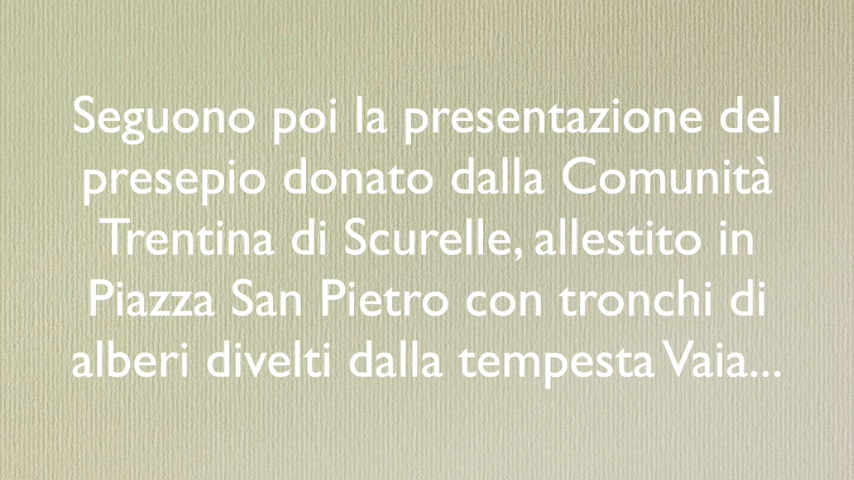 Seguono poi la presentazione del
presepio donato dalla Comunità
Trentina di Scurelle, allestito in
Piazza San Pietro con tronchi di
alberi divelti dalla tempesta Vaia...